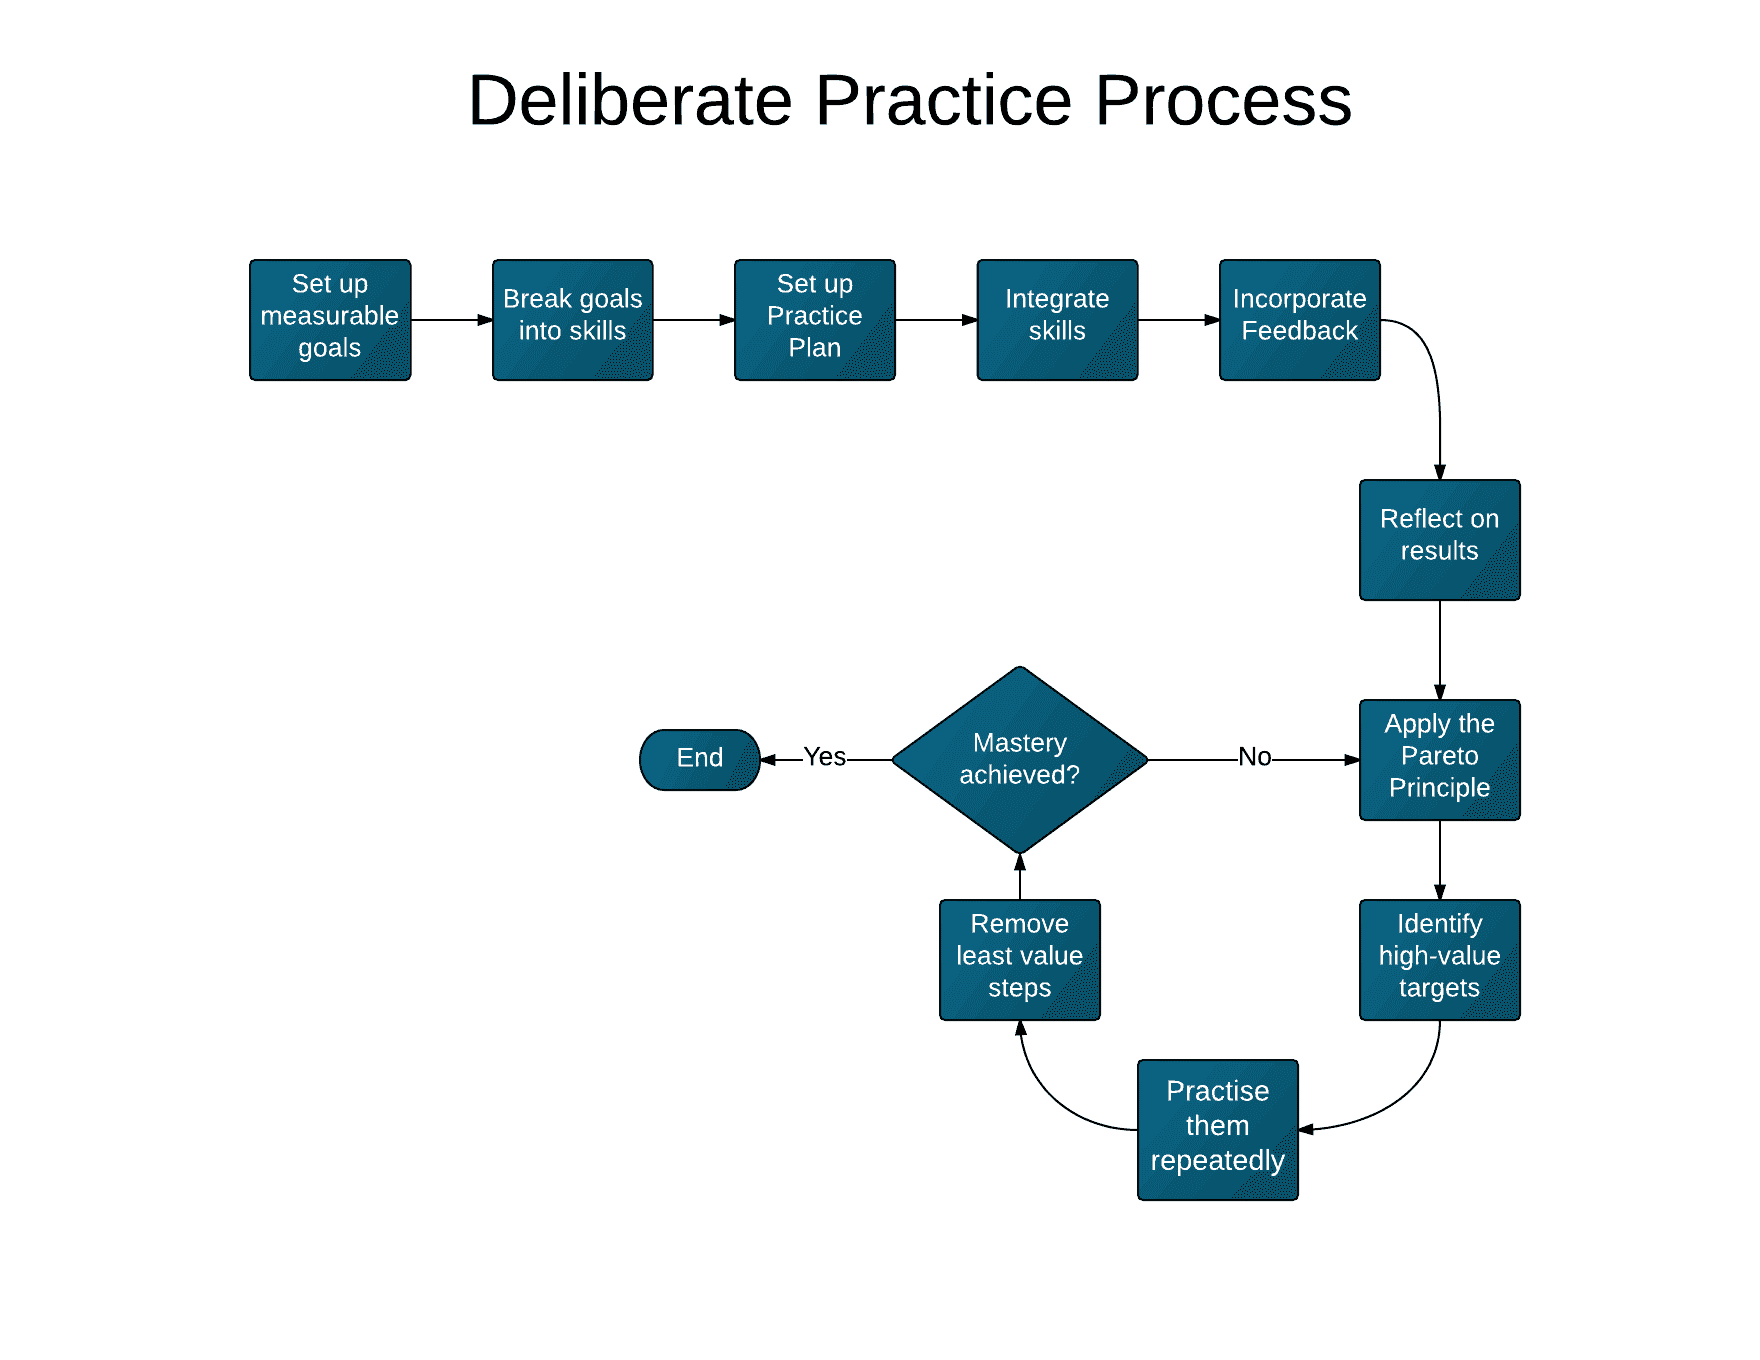 Deliberate Practice Process
Set up
measurable
goals
Break goals
into skills
Set up
Practice
Plan
Integrate
skills
Incorporate
Feedback
Reflect on
results
Apply the
Pareto
Principle
Identify
high-value
targets
Practise
them
repeatedly
Remove
least value
steps
Mastery
achieved?
No
Yes
End